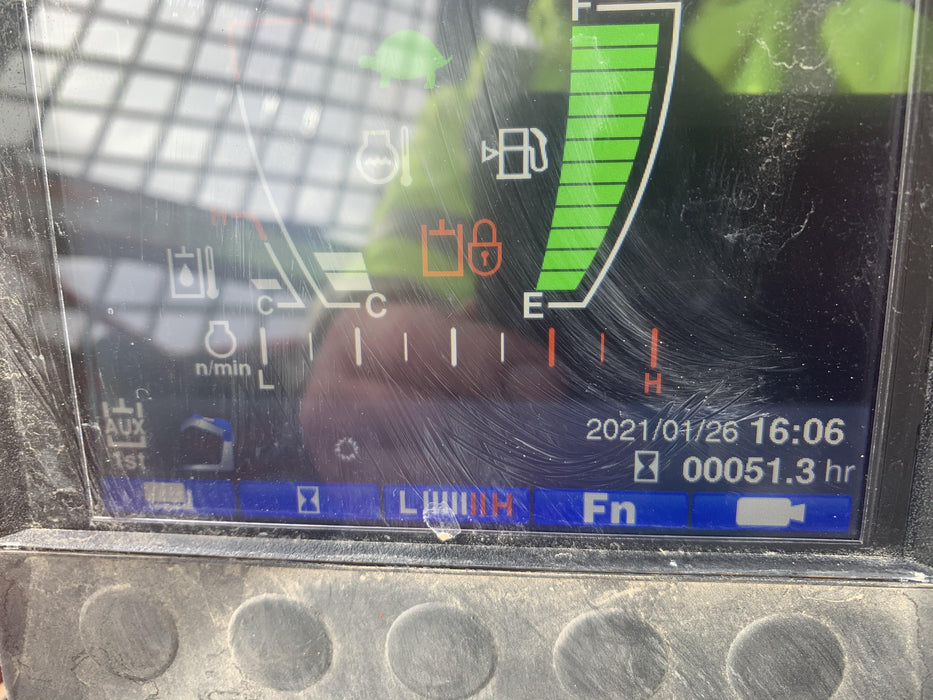 H
F
H
C
C
E
n/min
L
H
AUX
1st
2021/01/26 16:06
00051.3 hr
L H
Fn